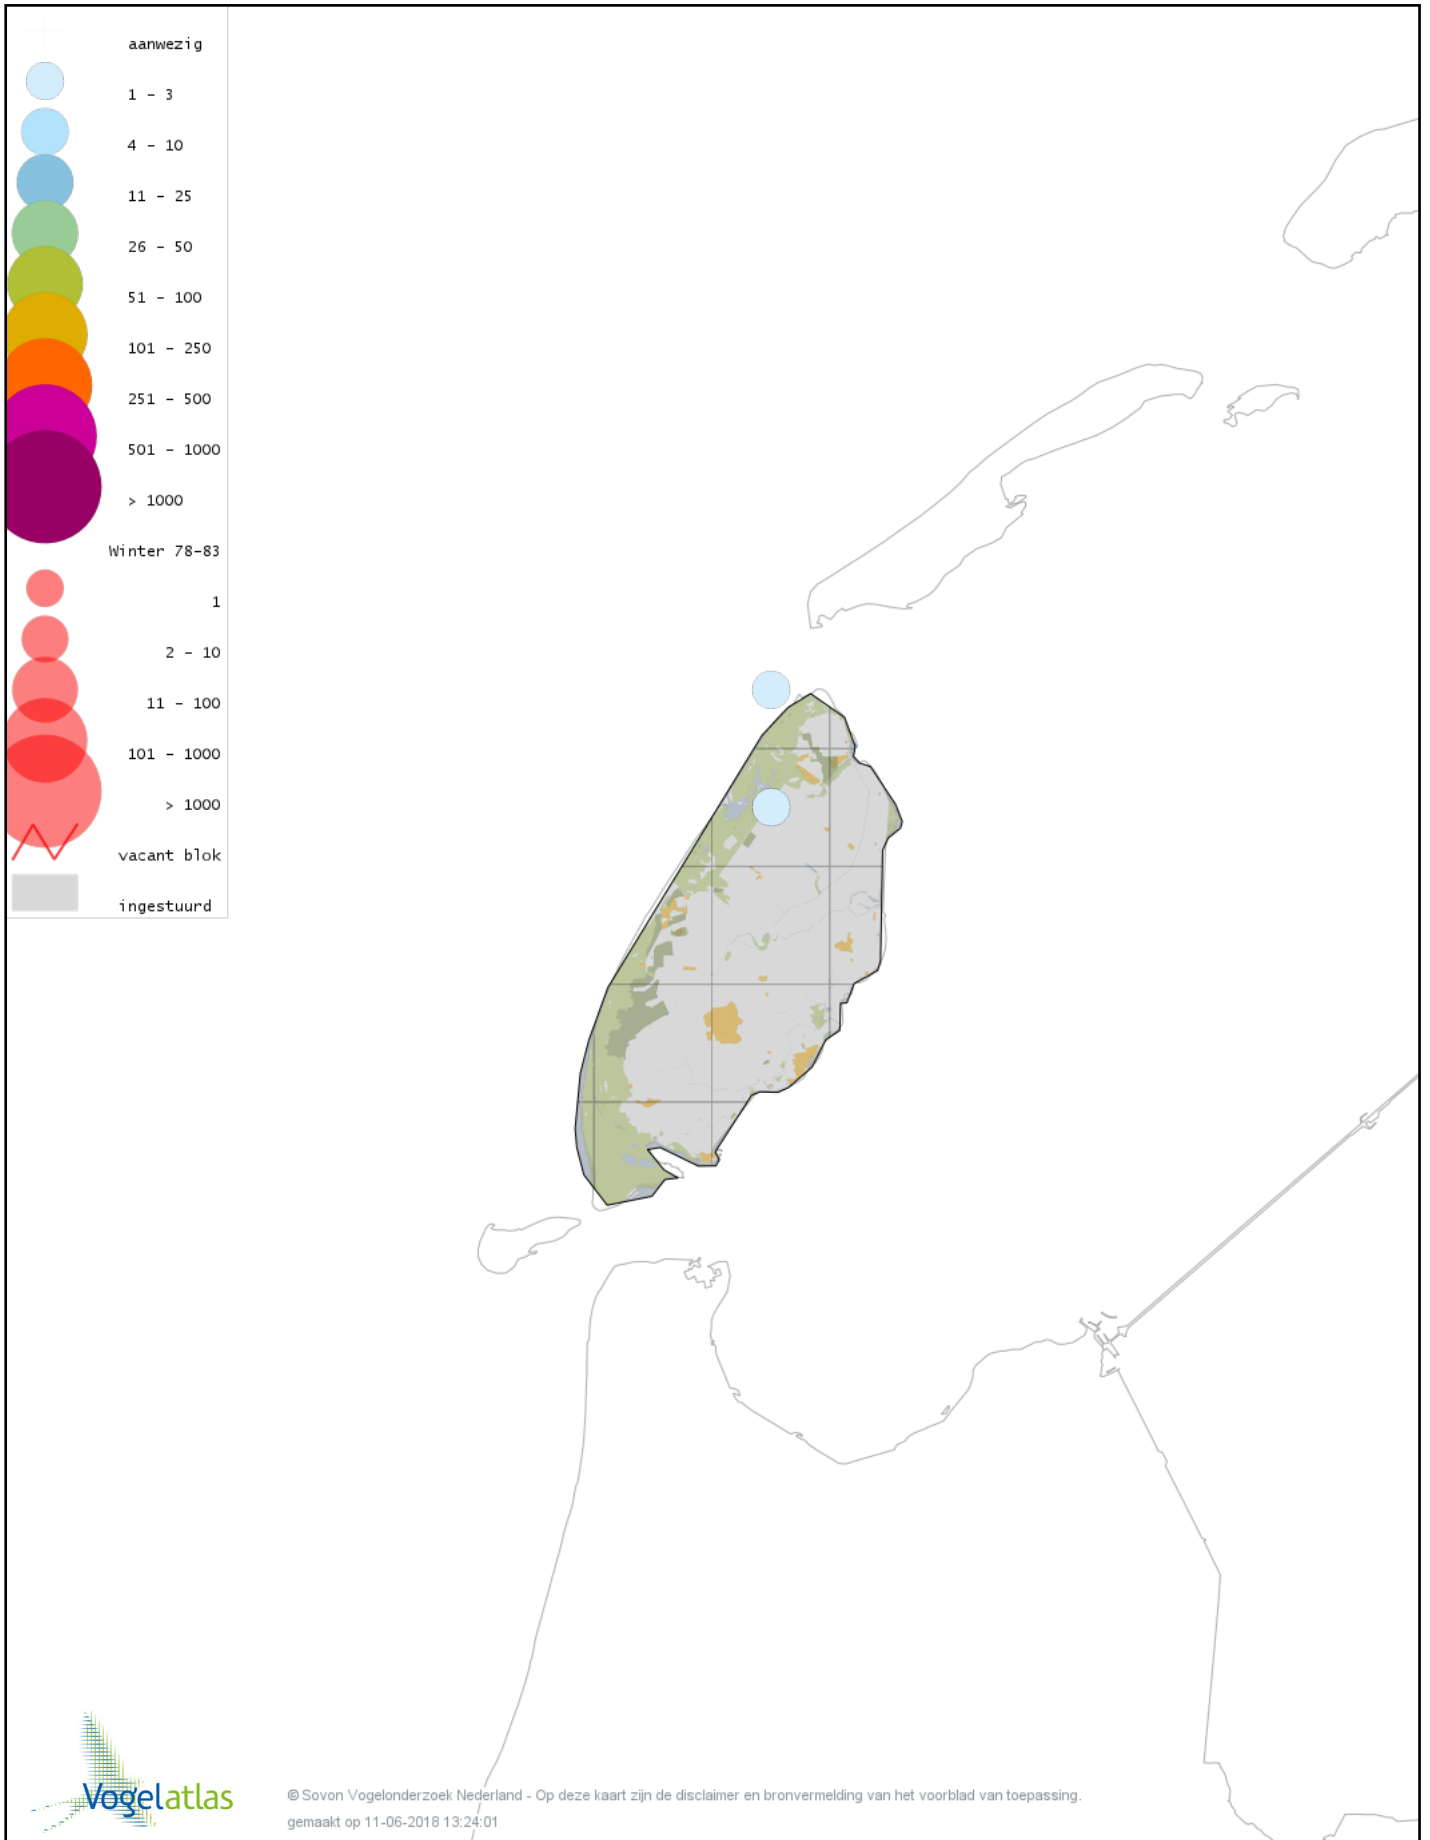 aanwezig
1 - 3
4 - 10
11 - 25
26 - 50
51 - 100
101 - 250
251 - 500
501 - 1000
> 1000
Winter 78-83
1
2 - 10
11 - 100
101 - 1000
> 1000
vacant blok
ingestuurd
Vogelatlas
© Sovon Vogelonderzoek Nederland - Op deze kaart zijn de disclaimer en bronvermelding van het voorblad van toepassing.
gemaakt op 11-06-2018 13:24:01